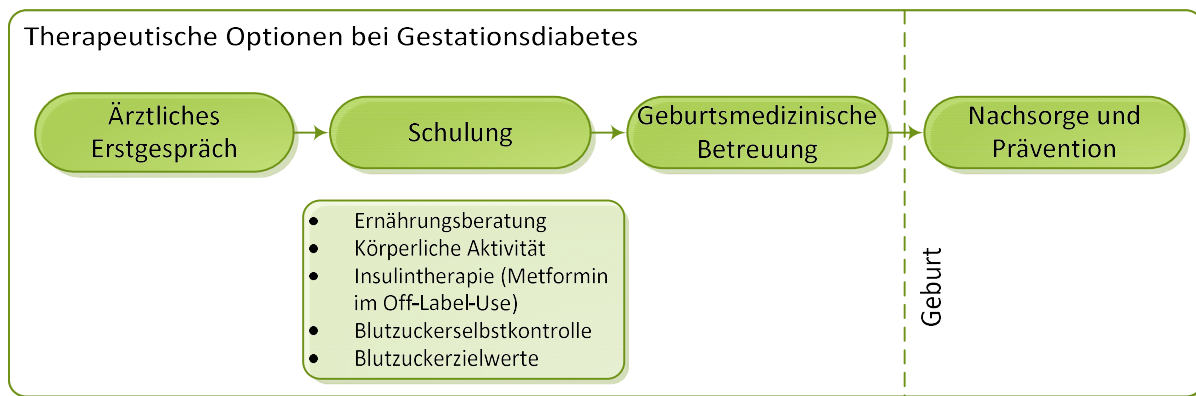 Therapeutische Optionen bei Gestationsdiabetes
Ärztliches
Erstgespräch
Schulung
Geburtsmedizinische
Betreuung
Nachsorge und
Prävention
• Ernährungsberatung
• Körperliche Aktivität
• Insulintherapie (Metformin
im Off-Label-Use)
• Blutzuckerselbstkontrolle
• Blutzuckerzielwerte
Geburt